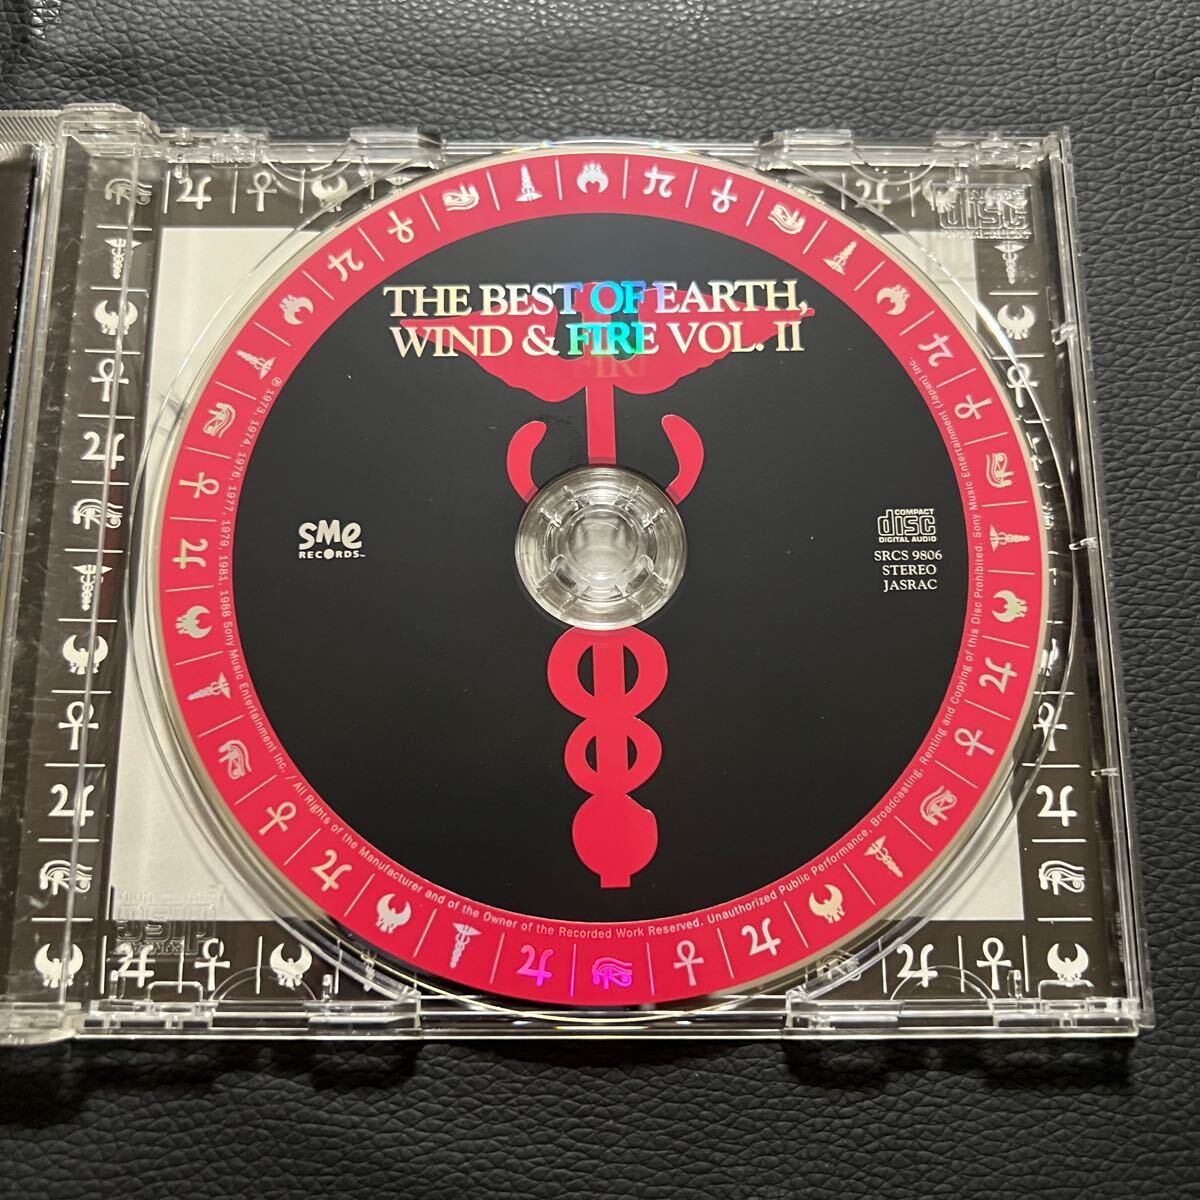 THE BEST OF EARTH,
WIND & FIRE VOL. II
SMe
RECORDS™
COMPACT
disc
DIGITAL AUDIO
SRCS 9806
STEREO
JASRAC
℗ 1973, 1974, 1976, 1977, 1979, 1981, 1988 Sony Music Entertainment Inc. / All Rights of the Manufacturer and of the Owner of the Recorded Work Reserved. Unauthorized Public Performance, Broadcasting, Renting and Copying of this Disc Prohibited. Sony Music Entertainment (Japan) Inc.
disc